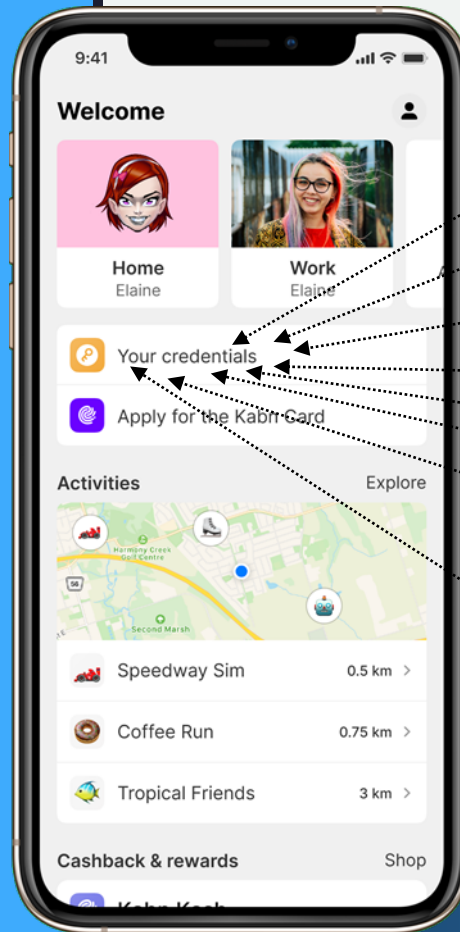 9:41
Welcome
Home
Elaine
Work
Elaine
A
Your credentials
Apply for the Kabn Card
Activities
Explore
Harmony Creek
Golf Centre
56
Second Marsh
Speedway Sim
0.5 km
Coffee Run
0.75 km
Tropical Friends
3 km
Cashback & rewards
Shop
Kabn Kash